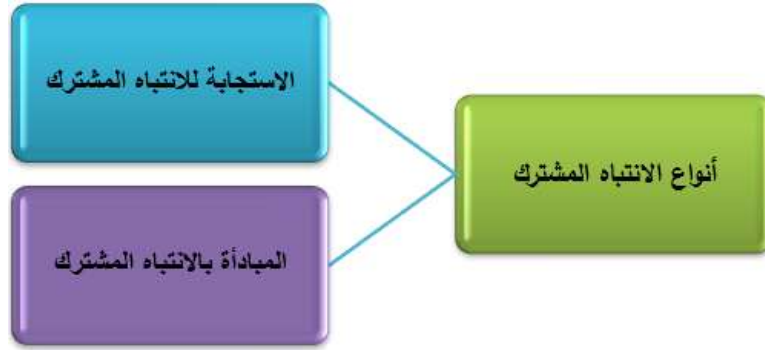 أنواع الانتباه المشترك
الاستجابة للانتباه المشترك
المبادأة بالانتباه المشترك